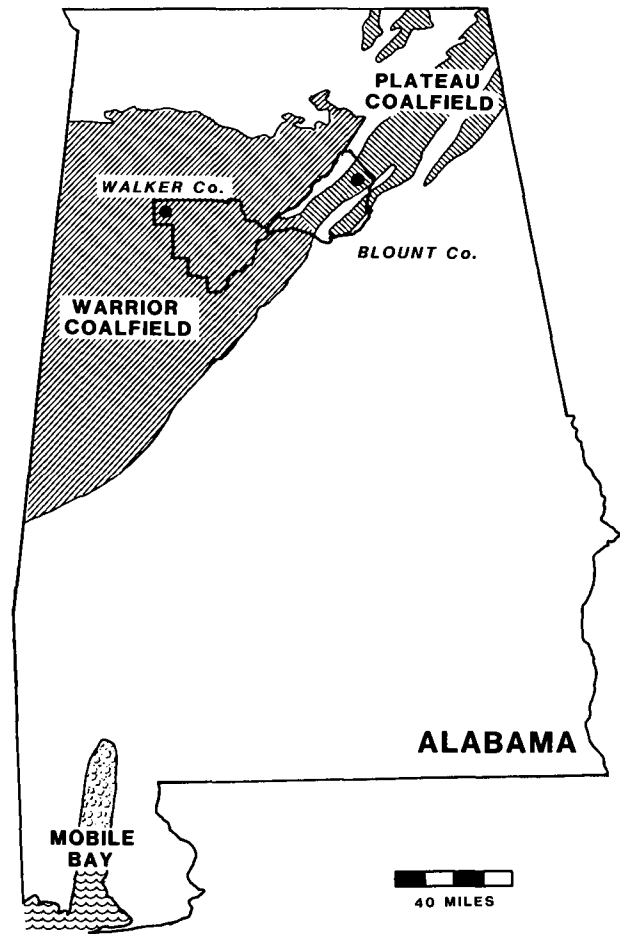 PLATEAU
COALFIELD
WALKER Co.
BLOUNT Co.
WARRIOR
COALFIELD
ALABAMA
MOBILE
BAY
40 MILES